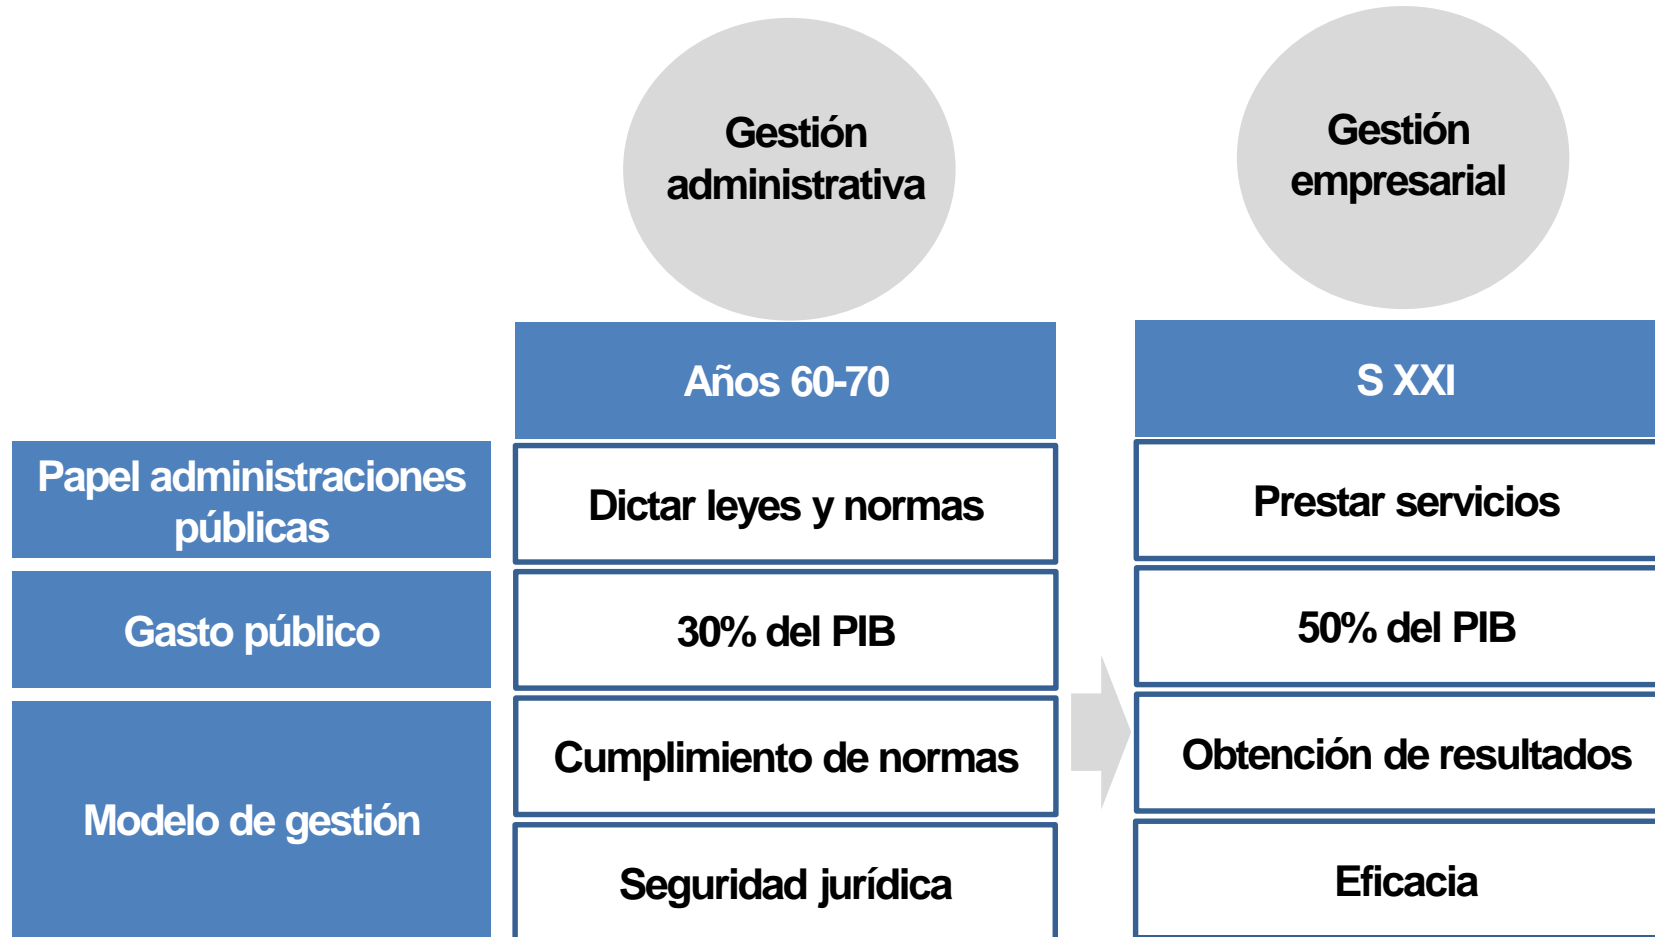 Gestión
administrativa
Gestión
empresarial
Años 60-70
S XXI
Papel administraciones
públicas
Dictar leyes y normas
Prestar servicios
Gasto público
30% del PIB
50% del PIB
Modelo de gestión
Cumplimiento de normas
Obtención de resultados
Seguridad jurídica
Eficacia